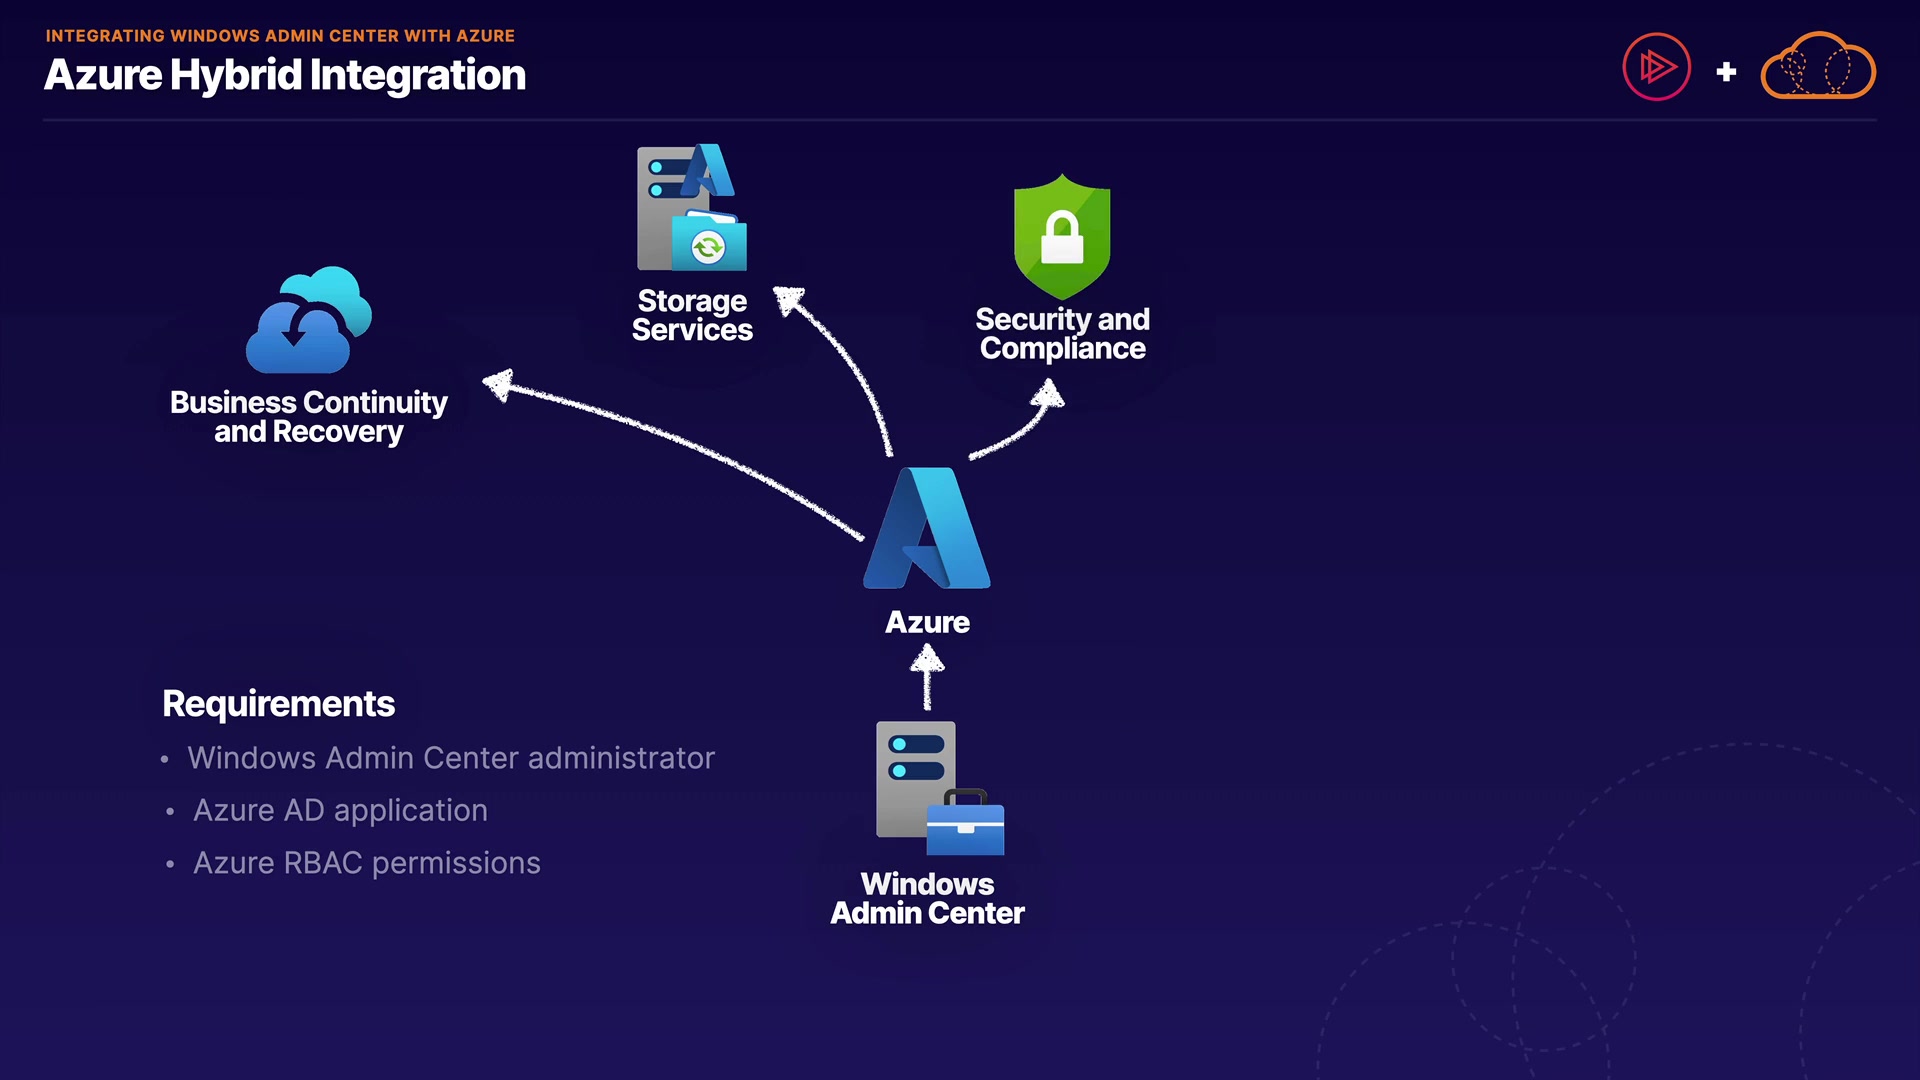 INTEGRATING WINDOWS ADMIN CENTER WITH AZURE
Azure Hybrid Integration
Storage
Services
Security and
Compliance
Business Continuity
and Recovery
Azure
Requirements
• Windows Admin Center administrator
• Azure AD application
• Azure RBAC permissions
Windows
Admin Center